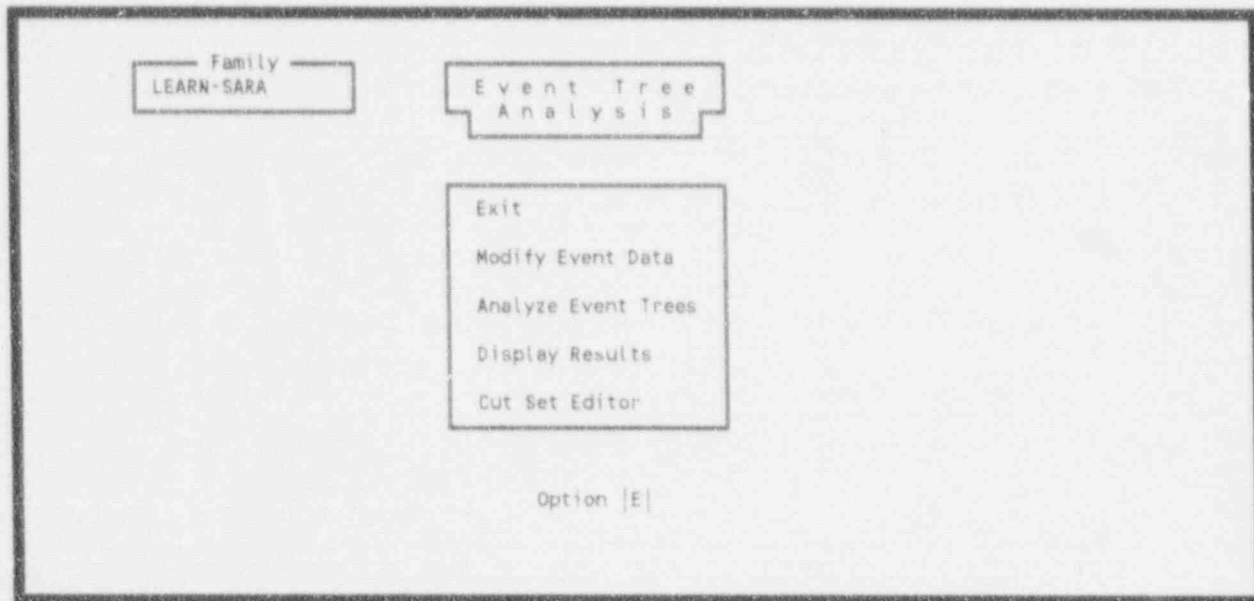 Family
LEARN-SARA
Event Tree
Analysis
Exit
Modify Event Data
Analyze Event Trees
Display Results
Cut Set Editor
Option |E|